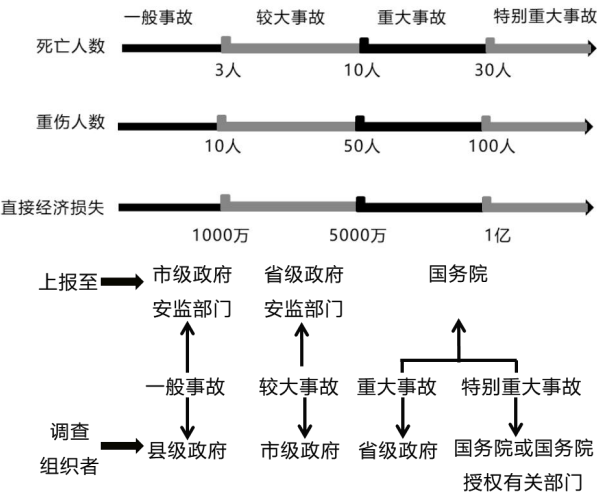 一般事故 较大事故 重大事故 特别重大事故
死亡人数
3人 10人 30人
重伤人数
10人 50人 100人
直接经济损失
1000万 5000万 1亿
上报至
市级政府
安监部门
省级政府
安监部门
国务院
一般事故 较大事故 重大事故 特别重大事故
调查
组织者
县级政府 市级政府 省级政府
国务院或国务院
授权有关部门